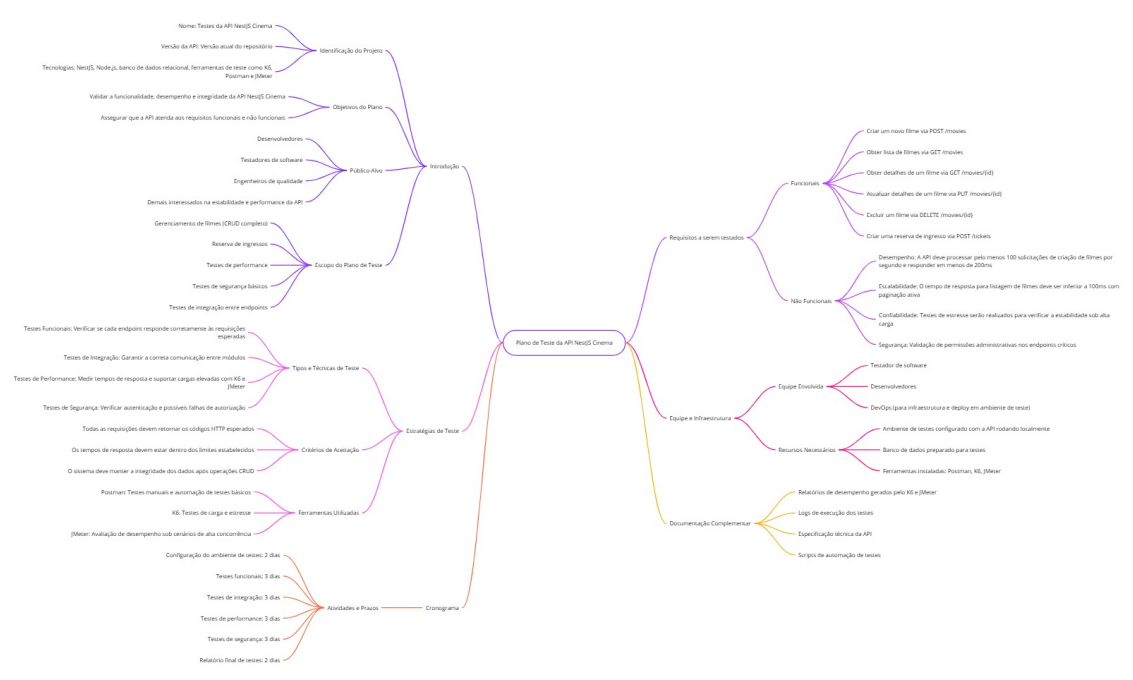 Plano de Teste da API NestJS Cinema
Introdução
Identificação do Projeto
Nome: Testes da API NestJS Cinema
Versão da API: Versão atual do repositório
Tecnologias: NestJS, Node.js, banco de dados relacional, ferramentas de teste como K6,
Postman e JMeter
Objetivos do Plano
Validar a funcionalidade, desempenho e integridade da API NestJS Cinema
Assegurar que a API atenda aos requisitos funcionais e não funcionais
Público-Alvo
Desenvolvedores
Testadores de software
Engenheiros de qualidade
Demais interessados na estabilidade e performance da API
Escopo do Plano de Teste
Gerenciamento de filmes (CRUD completo)
Reserva de ingressos
Testes de performance
Testes de segurança básicos
Testes de integração entre endpoints
Estratégias de Teste
Tipos e Técnicas de Teste
Testes Funcionais: Verificar se cada endpoint responde corretamente às requisições
esperadas
Testes de Integração: Garantir a correta comunicação entre módulos
Testes de Performance: Medir tempos de resposta e suportar cargas elevadas com K6 e
JMeter
Testes de Segurança: Verificar autenticação e possíveis falhas de autorização
Critérios de Aceitação
Todas as requisições devem retornar os códigos HTTP esperados
Os tempos de resposta devem estar dentro dos limites estabelecidos
O sistema deve manter a integridade dos dados após operações CRUD
Ferramentas Utilizadas
Postman: Testes manuais e automação de testes básicos
K6: Testes de carga e estresse
JMeter: Avaliação de desempenho sob cenários de alta concorrência
Cronograma
Atividades e Prazos
Configuração do ambiente de testes: 2 dias
Testes funcionais: 3 dias
Testes de integração: 3 dias
Testes de performance: 3 dias
Testes de segurança: 3 dias
Relatório final de testes: 2 dias
Requisitos a serem testados
Funcionais
Criar um novo filme via POST /movies
Obter lista de filmes via GET /movies
Obter detalhes de um filme via GET /movies/{id}
Atualizar detalhes de um filme via PUT /movies/{id}
Excluir um filme via DELETE /movies/{id}
Criar uma reserva de ingresso via POST /tickets
Não Funcionais
Desempenho: A API deve processar pelo menos 100 solicitações de criação de filmes por
segundo e responder em menos de 200ms
Escalabilidade: O tempo de resposta para listagem de filmes deve ser inferior a 100ms com
paginação ativa
Confiabilidade: Testes de estresse serão realizados para verificar a estabilidade sob alta
carga
Segurança: Validação de permissões administrativas nos endpoints críticos
Equipe e Infraestrutura
Equipe Envolvida
Testador de software
Desenvolvedores
DevOps (para infraestrutura e deploy em ambiente de teste)
Recursos Necessários
Ambiente de testes configurado com a API rodando localmente
Banco de dados preparado para testes
Ferramentas instaladas: Postman, K6, JMeter
Documentação Complementar
Relatórios de desempenho gerados pelo K6 e JMeter
Logs de execução dos testes
Especificação técnica da API
Scripts de automação de testes